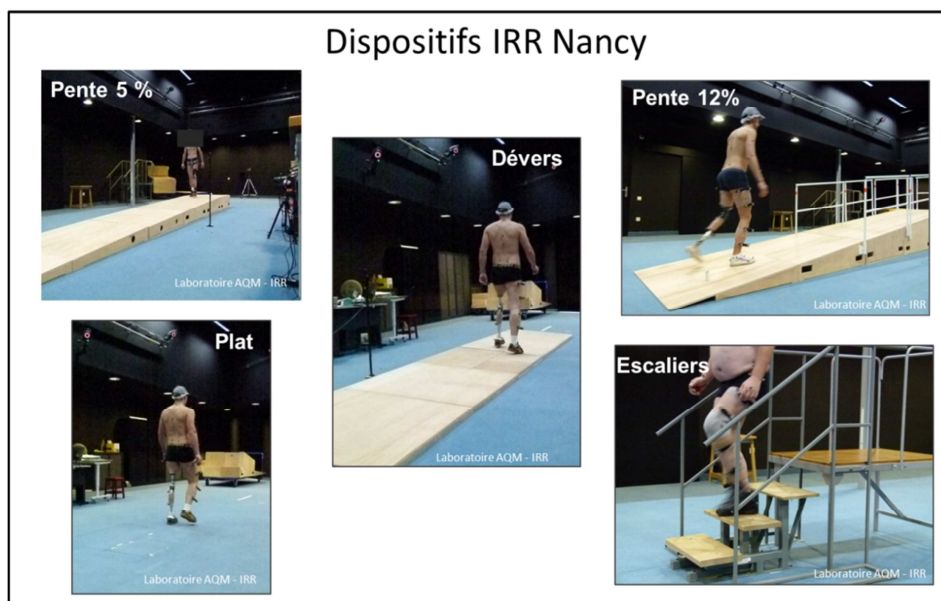 Dispositifs IRR Nancy
Pente 5 %
Laboratoire AQM - IRR
Dévers
Laboratoire AQM – IRR
Pente 12%
Laboratoire AQM - IRR
Plat
Laboratoire AQM - IRR
Escaliers
Laboratoire AQM - IRR